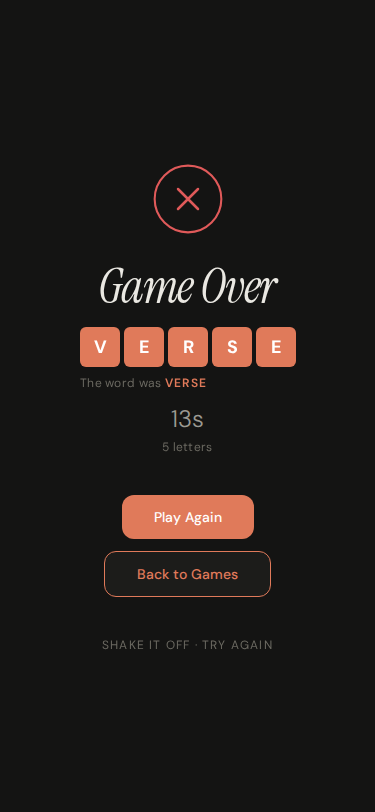 Game Over
V E R S E
The word was VERSE
13s
5 letters
Play Again
Back to Games
SHAKE IT OFF · TRY AGAIN